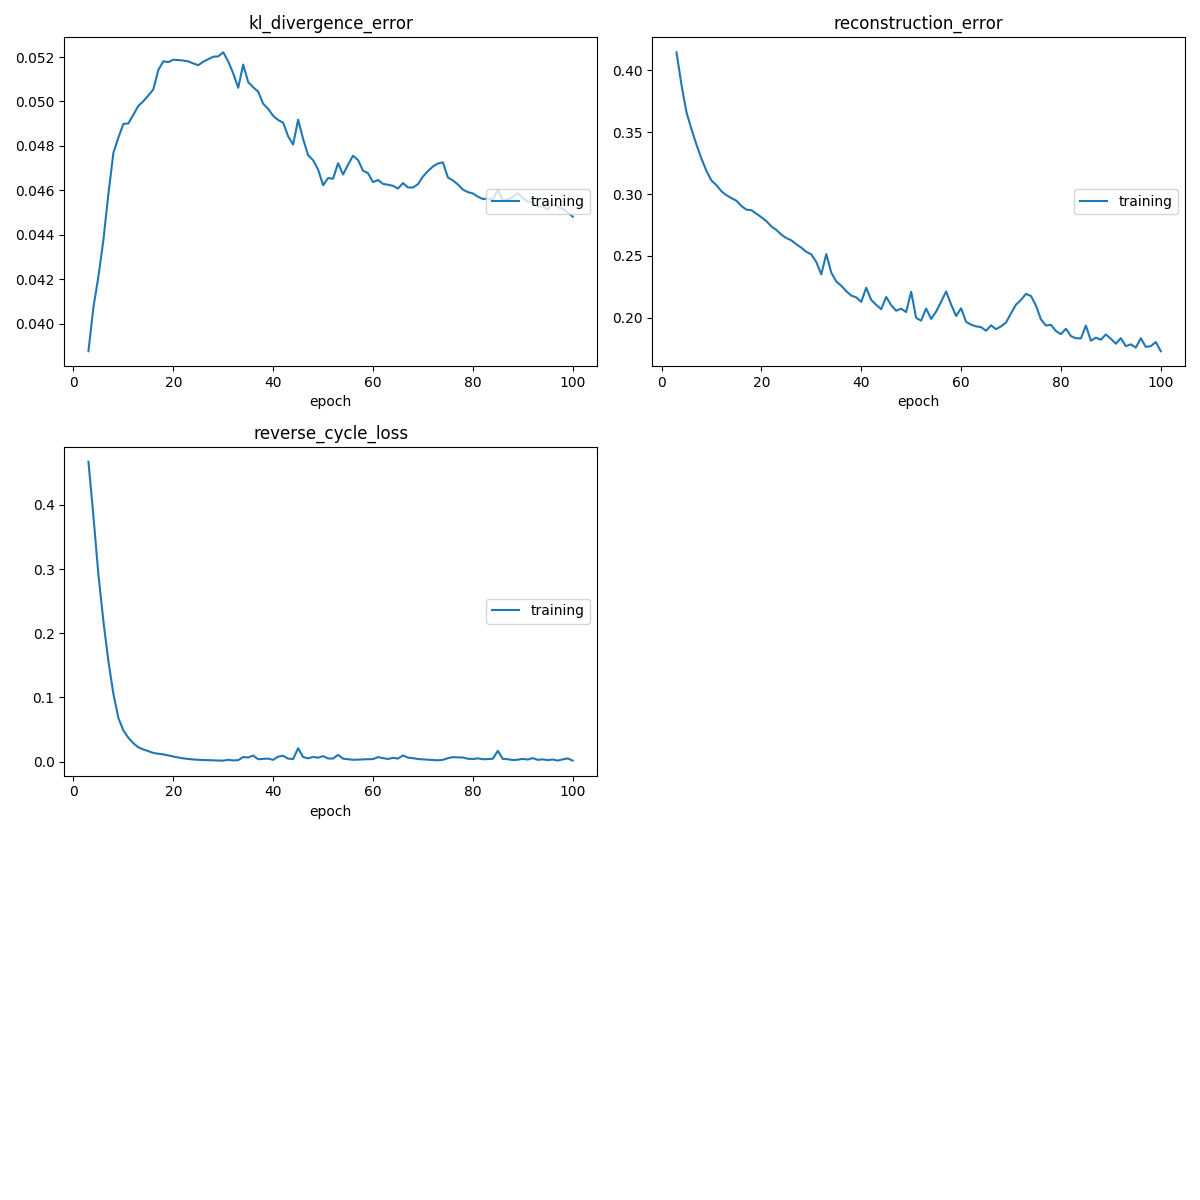 kl_divergence_error
0.052
0.050
0.048
0.046
0.044
0.042
0.040
training
0 20 40 60 80 100
epoch
reconstruction_error
0.40
0.35
0.30
0.25
0.20
training
0 20 40 60 80 100
epoch
reverse_cycle_loss
0.4
0.3
0.2
0.1
0.0
training
0 20 40 60 80 100
epoch